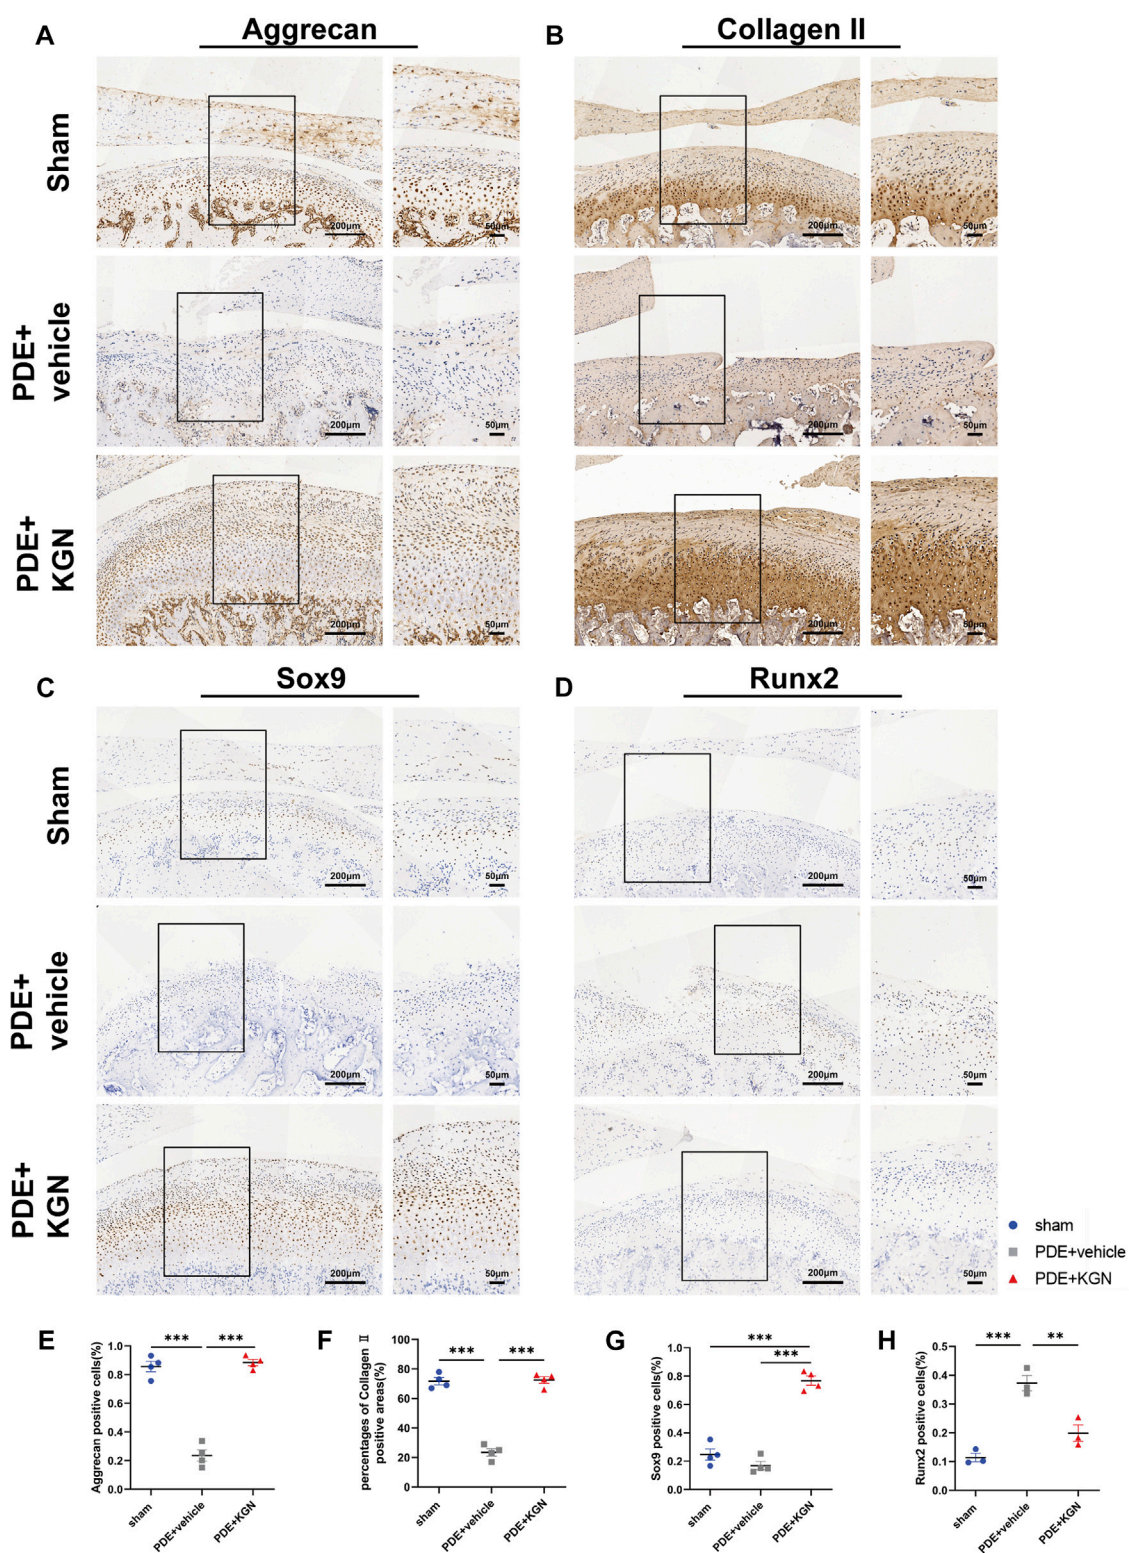 A
Aggrecan
B
Collagen II
Sham
200μm
50μm
200μm
50μm
PDE+
vehicle
200μm
50μm
200μm
50μm
PDE+
KGN
200μm
50μm
200μm
50μm
C
Sox9
D
Runx2
Sham
200μm
50μm
200μm
50μm
PDE+
vehicle
200μm
50μm
200μm
50μm
PDE+
KGN
200μm
50μm
200μm
50μm
sham
PDE+vehicle
PDE+KGN
E
Aggrecan positive cells(%)
1.0
0.8
0.6
0.4
0.2
0.0
***
***
sham
PDE+vehicle
PDE+KGN
F
percentages of Collagen Ⅱ
positive areas(%)
100
80
60
40
20
0
***
***
sham
PDE+vehicle
PDE+KGN
G
Sox9 positive cells(%)
1.0
0.8
0.6
0.4
0.2
0.0
***
***
sham
PDE+vehicle
PDE+KGN
H
Runx2 positive cells(%)
0.5
0.4
0.3
0.2
0.1
0.0
***
**
sham
PDE+vehicle
PDE+KGN